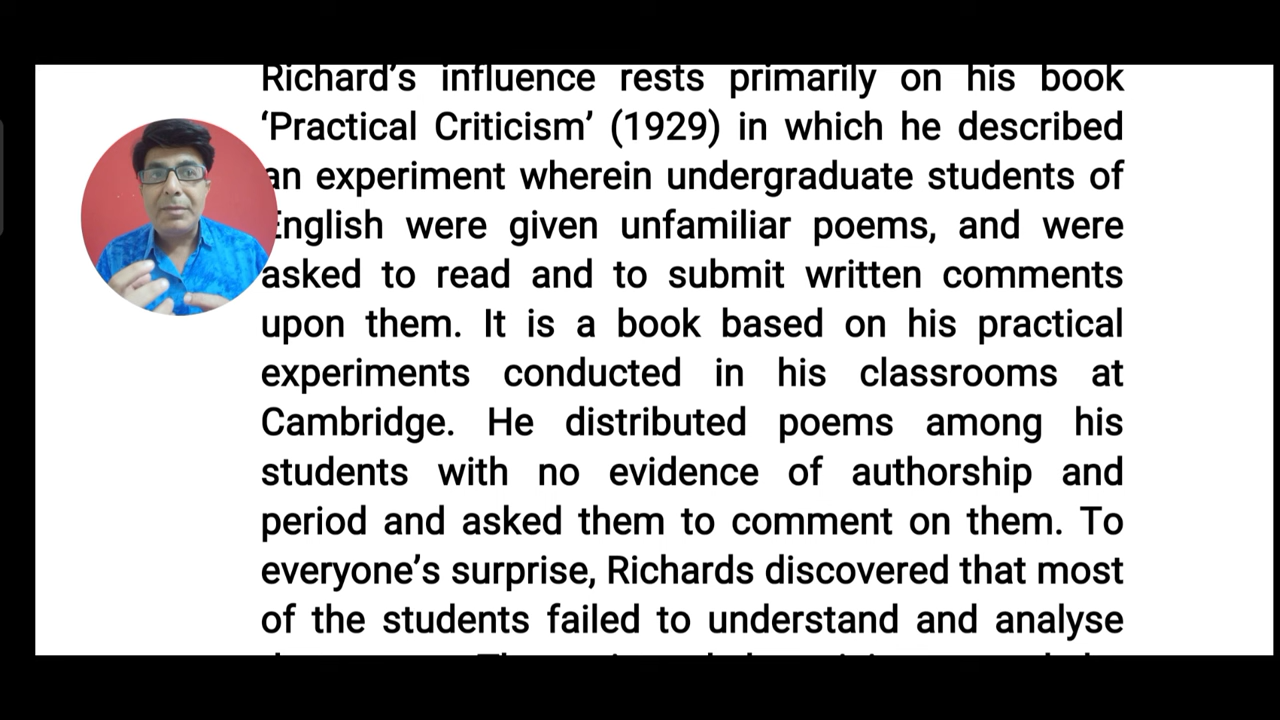 Richard’s influence rests primarily on his book
‘Practical Criticism’ (1929) in which he described
an experiment wherein undergraduate students of
English were given unfamiliar poems, and were
asked to read and to submit written comments
upon them. It is a book based on his practical
experiments conducted in his classrooms at
Cambridge. He distributed poems among his
students with no evidence of authorship and
period and asked them to comment on them. To
everyone’s surprise, Richards discovered that most
of the students failed to understand and analyse